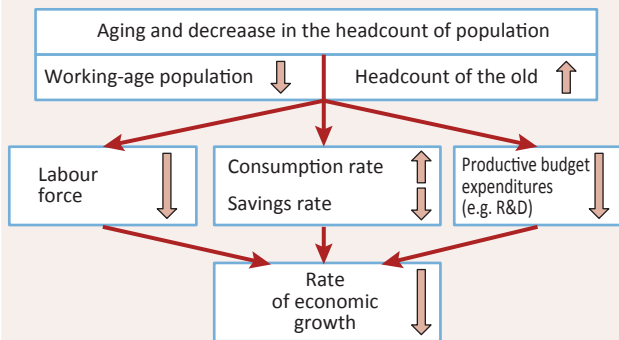 Aging and decreaase in the headcount of population
Working-age population
Headcount of the old
Labour
force
Consumption rate
Savings rate
Productive budget
expenditures
(e.g. R&D)
Rate
of economic
growth